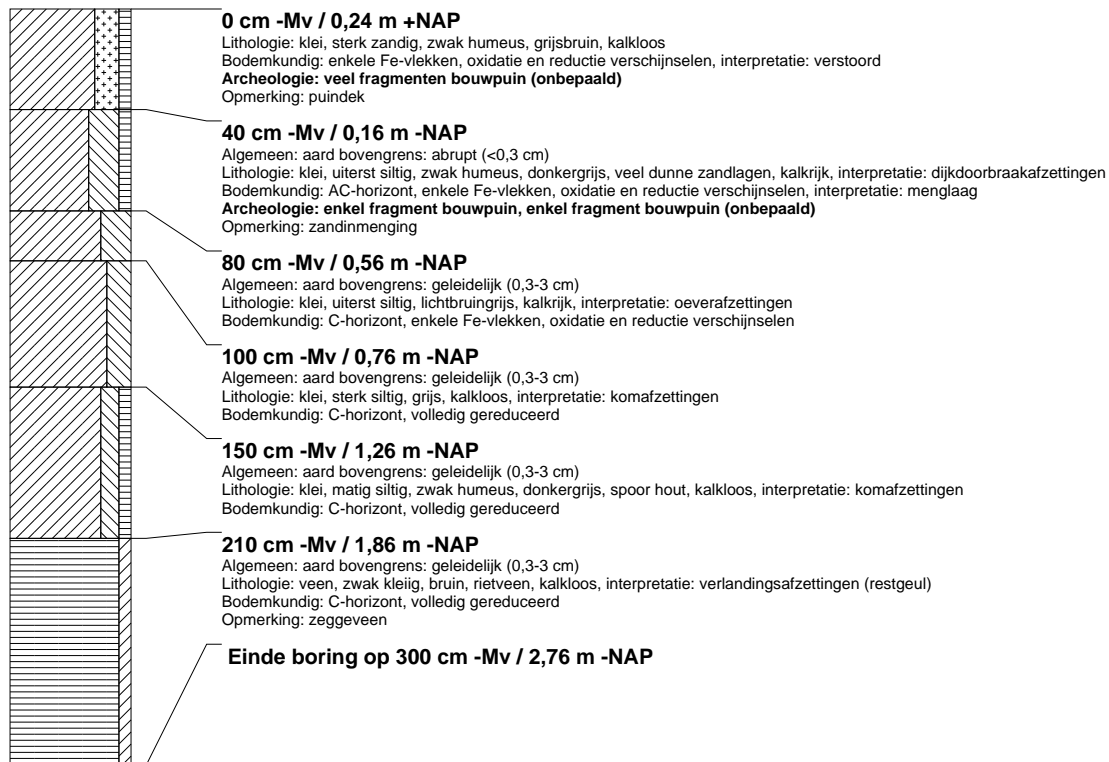 0 cm -Mv / 0,24 m +NAP
Lithologie: klei, sterk zandig, zwak humeus, grijsbruin, kalkloos
Bodemkundig: enkele Fe-vlekken, oxidatie en reductie verschijnselen, interpretatie: verstoord
Archeologie: veel fragmenten bouwpuin (onbepaald)
Opmerking: puindek
40 cm -Mv / 0,16 m -NAP
Algemeen: aard bovengrens: abrupt (<0,3 cm)
Lithologie: klei, uiterst siltig, zwak humeus, donkergrijs, veel dunne zandlagen, kalkrijk, interpretatie: dijkdoorbraakafzettingen
Bodemkundig: AC-horizont, enkele Fe-vlekken, oxidatie en reductie verschijnselen, interpretatie: menglaag
Archeologie: enkel fragment bouwpuin, enkel fragment bouwpuin (onbepaald)
Opmerking: zandinmenging
80 cm -Mv / 0,56 m -NAP
Algemeen: aard bovengrens: geleidelijk (0,3-3 cm)
Lithologie: klei, uiterst siltig, lichtbruingrijs, kalkrijk, interpretatie: oeverafzettingen
Bodemkundig: C-horizont, enkele Fe-vlekken, oxidatie en reductie verschijnselen
100 cm -Mv / 0,76 m -NAP
Algemeen: aard bovengrens: geleidelijk (0,3-3 cm)
Lithologie: klei, sterk siltig, grijs, kalkloos, interpretatie: komafzettingen
Bodemkundig: C-horizont, volledig gereduceerd
150 cm -Mv / 1,26 m -NAP
Algemeen: aard bovengrens: geleidelijk (0,3-3 cm)
Lithologie: klei, matig siltig, zwak humeus, donkergrijs, spoor hout, kalkloos, interpretatie: komafzettingen
Bodemkundig: C-horizont, volledig gereduceerd
210 cm -Mv / 1,86 m -NAP
Algemeen: aard bovengrens: geleidelijk (0,3-3 cm)
Lithologie: veen, zwak kleiig, bruin, rietveen, kalkloos, interpretatie: verlandingsafzettingen (restgeul)
Bodemkundig: C-horizont, volledig gereduceerd
Opmerking: zeggeveen
Einde boring op 300 cm -Mv / 2,76 m -NAP